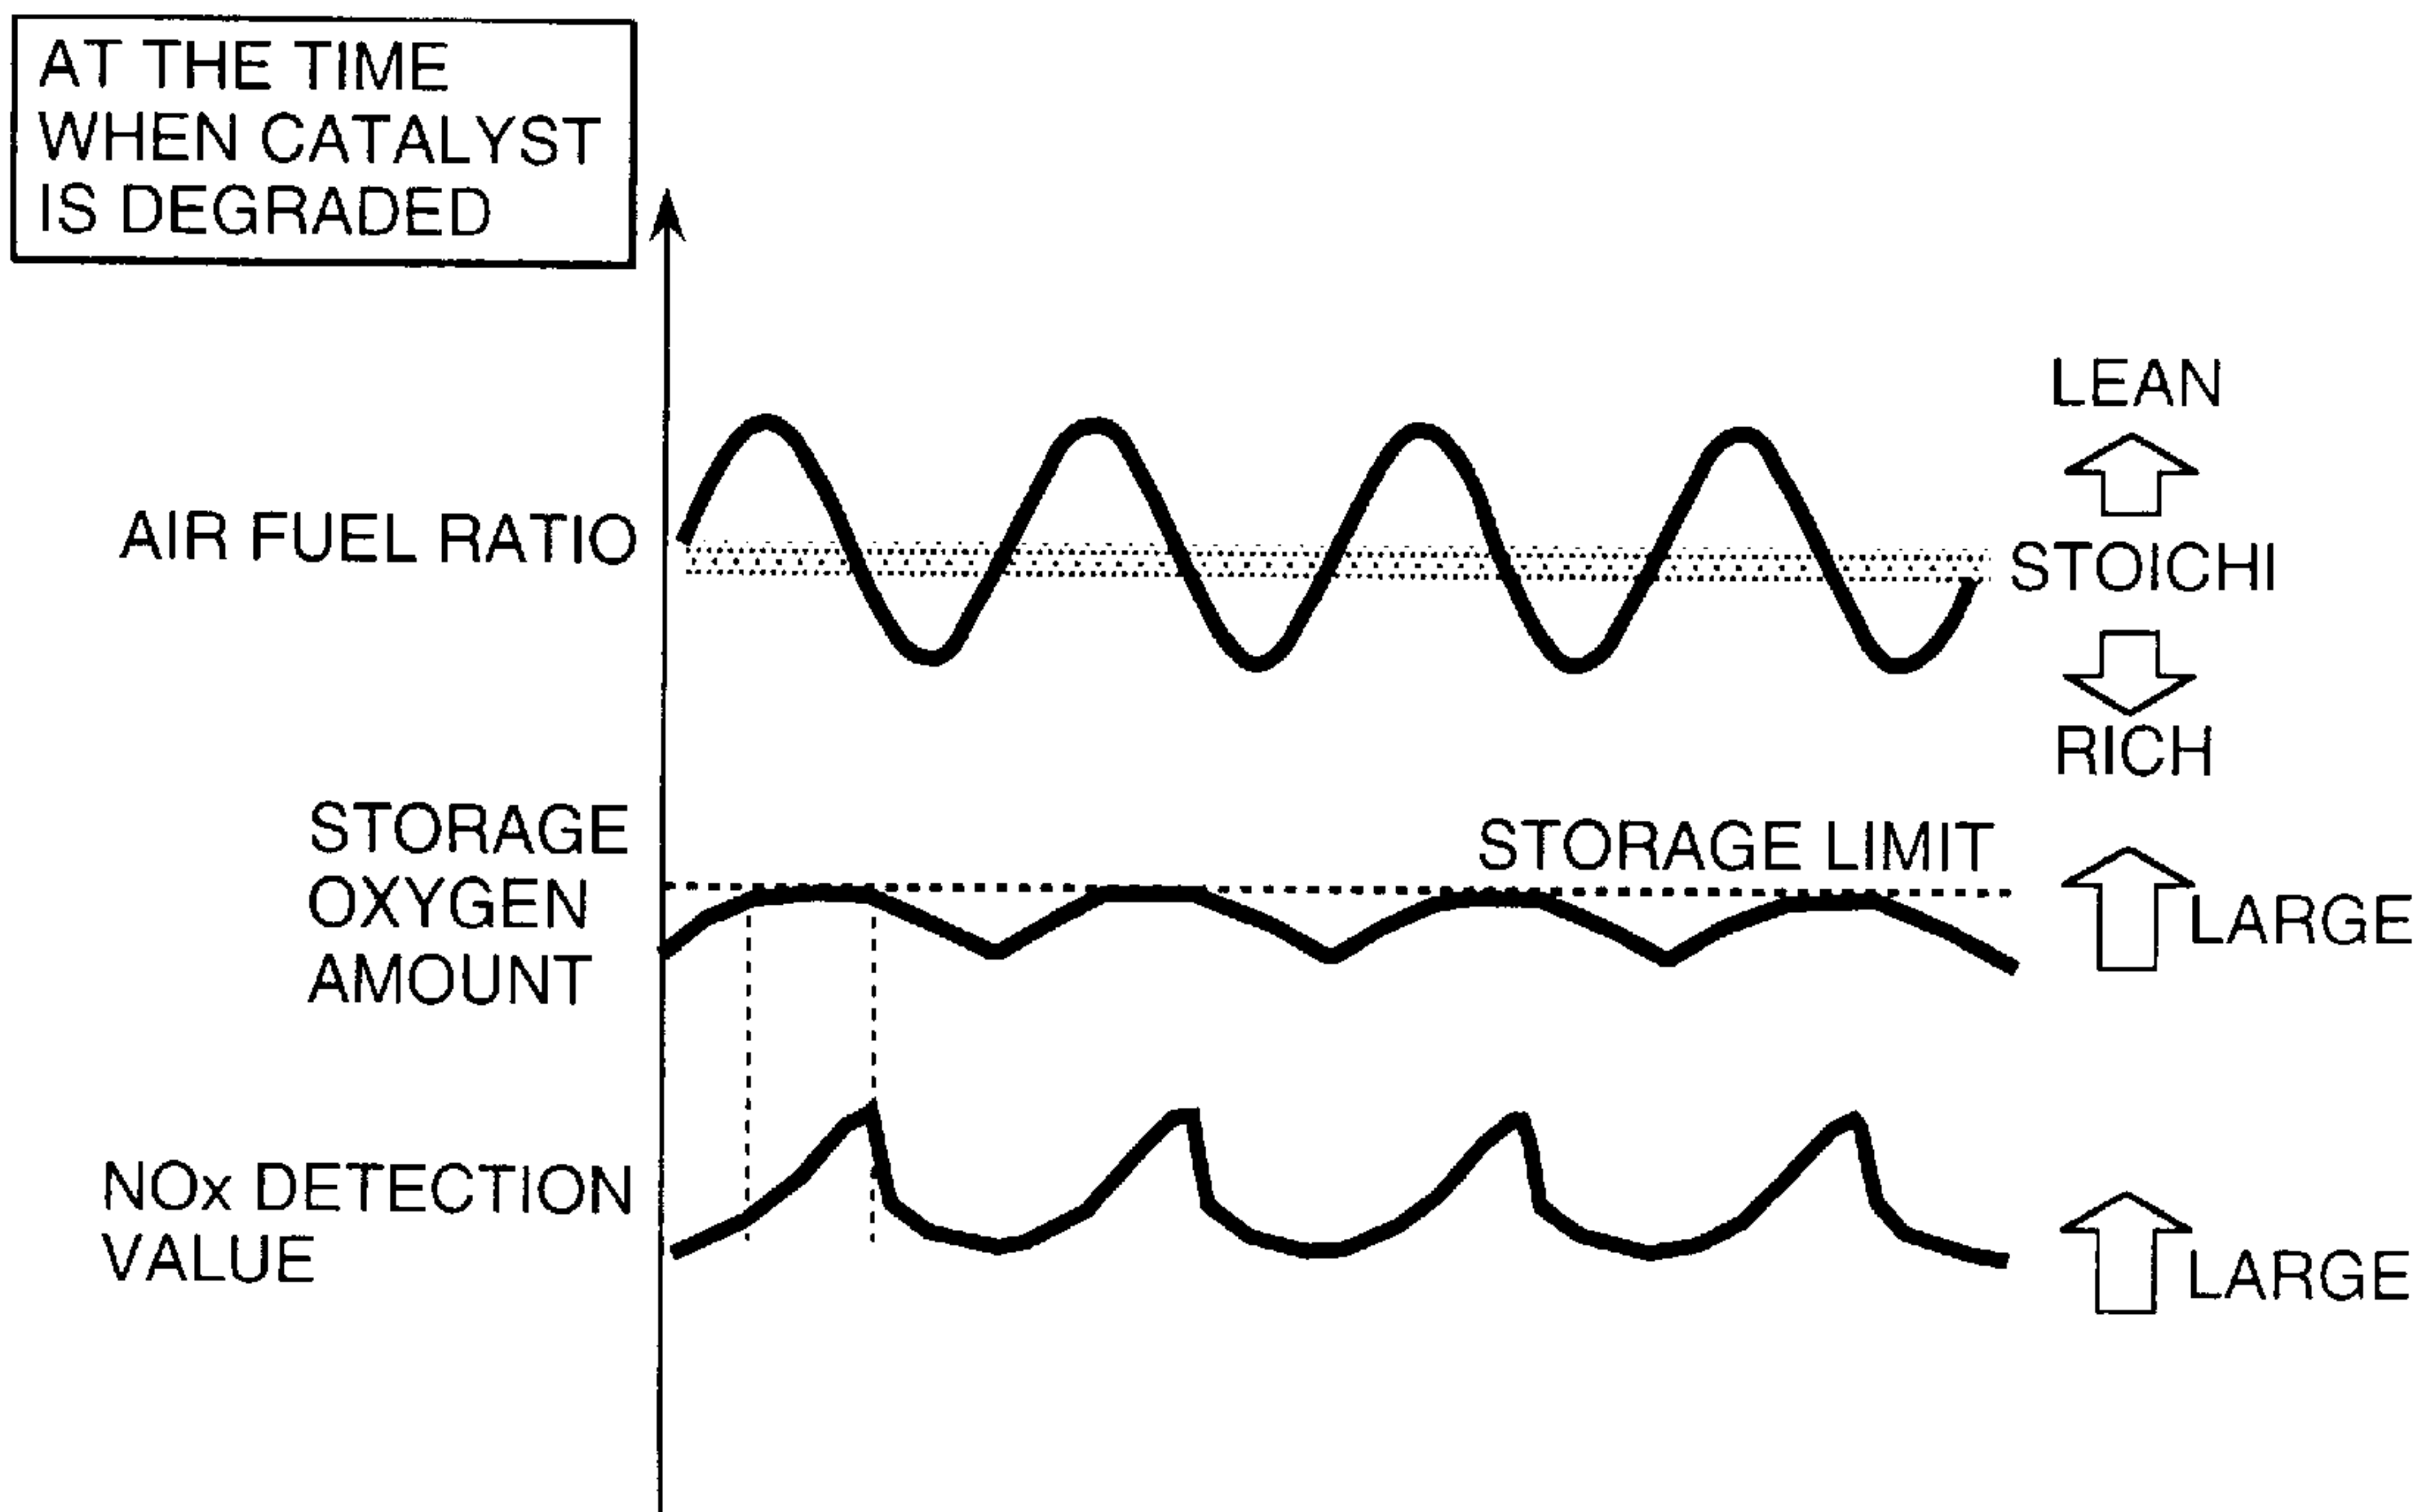 AT THE TIME
WHEN CATALYST
IS DEGRADED
LEAN
AIR FUEL RATIO
STOICHI
RICH
STORAGE
OXYGEN
AMOUNT
STORAGE LIMIT
LARGE
NOx DETECTION
VALUE
LARGE